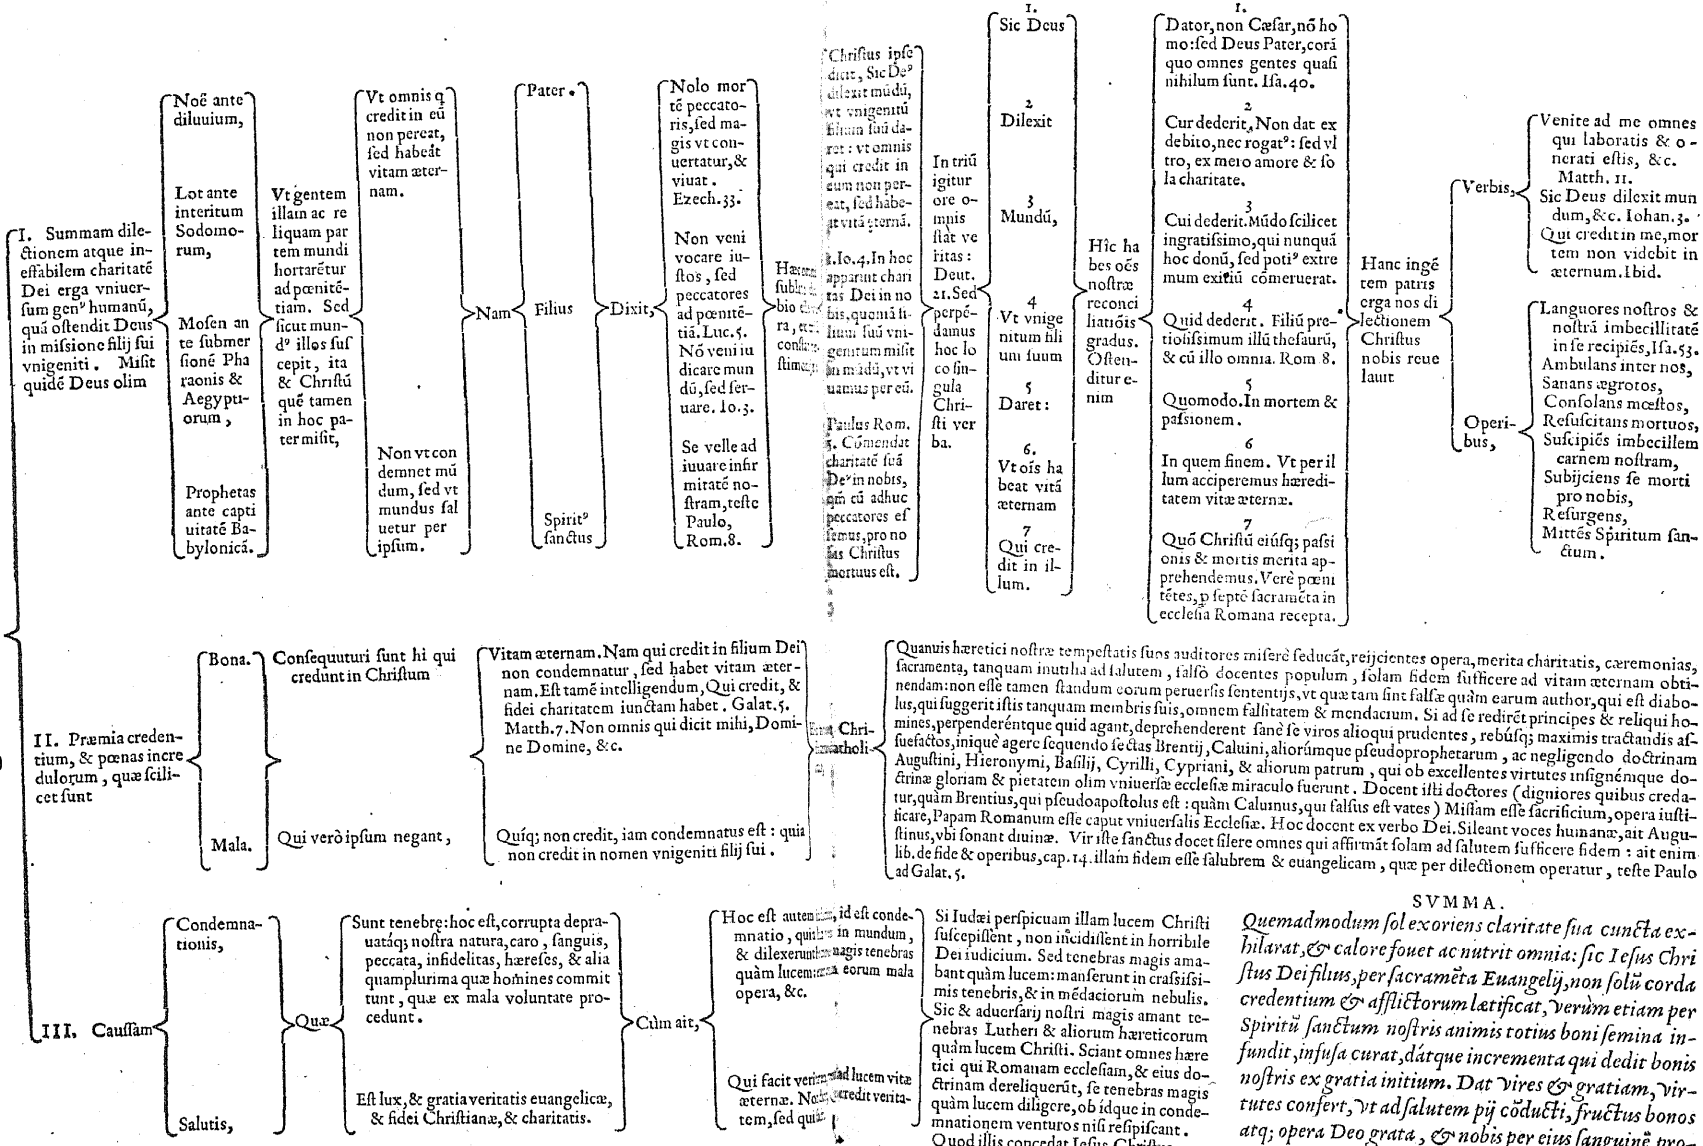 I. Summam dile-
ctionem atque in-
effabilem charitatē
Dei erga vniuer-
sum genꝰ humanū,
quā ostendit Deus
in missione filij sui
vnigeniti. Misit
quidē Deus olim
Noë ante
diluuium,
Lot ante
interitum
Sodomo-
rum,
Mosen an
te submer
sionē Pha
raonis &
Aegypti-
orum,
Prophetas
ante capti
uitatē Ba-
bylonicā.
Vt gentem
illam ac re
liquam par
tem mundi
hortarētur
ad pœnitē-
tiam. Sed
sicut mun-
dꝰ illos sus
cepit, ita
& Christū
quē tamen
in hoc pa-
ter misit,
Vt omnis q
credit in eū
non pereat,
sed habeāt
vitam æter-
nam.
Non vt con
demnet mū
dum, sed vt
mundus sal
uetur per
ipsum.
Nam
Pater.
Filius
Spiritꝰ
sanctus
Dixit,
Nolo mor
tē peccato-
ris, sed ma-
gis vt con-
uertatur, &
viuat.
Ezech. 33.
Non veni
vocare iu-
stos, sed
peccatores
ad pœnitē-
tiā. Luc. 5.
Nō veni iu
dicare mun
dū, sed ser-
uare. Io. 3.
Se velle ad
iuuare infir
mitatē no-
stram, teste
Paulo,
Rom. 8.
Christus ipse
dicit, Sic Deꝰ
dilexit mūdū,
vt vnigenitū
filium suū da-
ret: vt omnis
qui credit in
eum non per-
eat, sed habe-
at vitā æternā.
1. Io. 4. In hoc
apparuit chari
tas Dei in no
bis, quoniā fi-
lium suū vni-
genitum misit
in mūdū, vt vi
uamus per eū.
Paulus Rom.
5. Cōmendat
charitatē suā
Deꝰ in nobis,
qm̄ cū adhuc
peccatores es
semus, pro no
bis Christus
mortuus est.
In triū
igitur
ore o-
mnis
stāt ve
ritas:
Deut.
21. Sed
perpē-
damus
hoc lo
co sin-
gula
Chri-
sti ver
ba.
1.
Sic Deus
2
Dilexit
3
Mundū,
4
Vt vnige
nitum fili
um suum
5
Daret:
6.
Vt oīs ha
beat vitā
æternam
7
Qui cre-
dit in il-
lum.
Hîc ha
bes oēs
nostræ
reconci
liatiōis
gradus.
Osten-
ditur e-
nim
1.
Dator, non Cæsar, nō ho
mo: sed Deus Pater, corā
quo omnes gentes quasi
nihilum sunt. Isa. 40.
2
Cur dederit. Non dat ex
debito, nec rogatꝰ: sed vl
tro, ex mero amore & so
la charitate.
3
Cui dederit. Mūdo scilicet
ingratissimo, qui nunquā
hoc donū, sed potiꝰ extre
mum exitiū cōmeruerat.
4
Quid dederit. Filiū pre-
tiosissimum illū thesaurū,
& cū illo omnia. Rom 8.
5
Quomodo. In mortem &
passionem.
6
In quem finem. Vt per il
lum acciperemus hæredi-
tatem vitæ æternæ.
7
Quō Christū eiúsq; passi
onis & mortis merita ap-
prehendemus. Verè pœni
tētes, p septē sacramēta in
ecclesia Romana recepta.
Hanc ingē
tem patris
erga nos di
lectionem
Christus
nobis reue
lauit
Verbis,
Venite ad me omnes
qui laboratis & o-
nerati estis, &c.
Matth. 11.
Sic Deus dilexit mun
dum, &c. Iohan. 3.
Qui credit in me, mor
tem non videbit in
æternum. Ibid.
Operi-
bus,
Languores nostros &
nostrā imbecillitatē
in se recipiēs, Isa. 53.
Ambulans inter nos,
Sanans ægrotos,
Consolans mœstos,
Resuscitans mortuos,
Suscipiēs imbecillem
carnem nostram,
Subijciens se morti
pro nobis,
Resurgens,
Mittēs Spiritum san-
ctum.
II. Præmia creden-
tium, & pœnas incre
dulorum, quæ scili-
cet sunt
Bona.
Mala.
Consequuturi sunt hi qui
credunt in Christum
Qui verò ipsum negant,
Vitam æternam. Nam qui credit in filium Dei
non condemnatur, sed habet vitam æter-
nam. Est tamē intelligendum, Qui credit, &
fidei charitatem iunctam habet. Galat. 5.
Matth. 7. Non omnis qui dicit mihi, Domi-
ne Domine, &c.
Quíq; non credit, iam condemnatus est: quia
non credit in nomen vnigeniti filij sui.
Chri-
catholi-
Quanuis hæretici nostræ tempestatis suos auditores miserè seducāt, reijcientes opera, merita charitatis, cæremonias,
sacramenta, tanquam inutilia ad salutem, falsò docentes populum, solam fidem sufficere ad vitam æternam obti-
nendam: non esse tamen standum eorum peruersis sententijs, vt quæ tam sint falsæ quàm earum author, qui est diabo-
lus, qui suggerit istis tanquam membris suis, omnem falsitatem & mendacium. Si ad se redirēt principes & reliqui ho-
mines, perpenderéntque quid agant, deprehenderent sanè se viros alioqui prudentes, rebúsq; maximis tractandis as-
suefactos, iniquè agere sequendo sectas Brentij, Caluini, aliorúmque pseudoprophetarum, ac negligendo doctrinam
Augustini, Hieronymi, Basilij, Cyrilli, Cypriani, & aliorum patrum, qui ob excellentes virtutes insignémque do-
ctrinæ gloriam & pietatem olim vniuersæ ecclesiæ miraculo fuerunt. Docent isti doctores (digniores quibus creda-
tur, quàm Brentius, qui pseudoapostolus est: quàm Caluinus, qui falsus est vates) Missam esse sacrificium, opera iusti-
ficare, Papam Romanum esse caput vniuersalis Ecclesiæ. Hoc docent ex verbo Dei. Sileant voces humanæ, ait Augu-
stinus, vbi sonant diuinæ. Vir iste sanctus docet silere omnes qui affirmāt solam ad salutem sufficere fidem: ait enim
lib. de fide & operibus, cap. 14. illam fidem esse salubrem & euangelicam, quæ per dilectionem operatur, teste Paulo
ad Galat. 5.
III. Caussam
Condemna-
tionis,
Salutis,
Quæ
Sunt tenebrę: hoc est, corrupta depra-
uatáq; nostra natura, caro, sanguis,
peccata, infidelitas, hæreses, & alia
quamplurima quæ homines commit
tunt, quæ ex mala voluntate pro-
cedunt.
Est lux, & gratia veritatis euangelicæ,
& fidei Christianæ, & charitatis.
Cùm ait,
Hoc est autem id est conde-
mnatio, in mundum,
& dilexerunt magis tenebras
quàm lucem: eorum mala
opera, &c.
Qui facit ad lucem vitæ
æternæ. credit verita-
tem, sed
Si Iudæi perspicuam illam lucem Christi
suscepissent, non incidissent in horribile
Dei iudicium. Sed tenebras magis ama-
bant quàm lucem: manserunt in crassissi-
mis tenebris, & in mēdaciorum nebulis.
Sic & aduersarij nostri magis amant te-
nebras Lutheri & aliorum hæreticorum
quàm lucem Christi. Sciant omnes hære
tici qui Romanam ecclesiam, & eius do-
ctrinam dereliquerūt, se tenebras magis
quàm lucem diligere, ob idque in conde-
mnationem venturos nisi resipiscant.
Quod illis concedat Iesus
SVMMA.
Quemadmodum sol exoriens claritate sua cuncta ex-
hilarat, & calore fouet ac nutrit omnia: sic Iesus Chri
stus Dei filius, per sacramēta Euangelij, non solū corda
credentium & afflictorum lætificat, verùm etiam per
Spiritū sanctum nostris animis totius boni semina in-
fundit, infusa curat, dátque incrementa qui dedit bonis
nostris ex gratia initium. Dat vires & gratiam, vir-
tutes confert, vt ad salutem pij cōducti, fructus bonos
atq; opera Deo grata, & nobis per eius sanguinē pro-